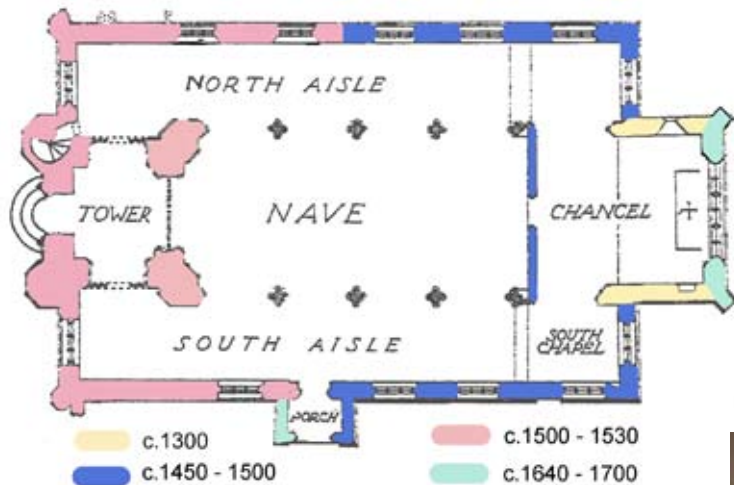 NORTH AISLE
TOWER
NAVE
CHANCEL
SOUTH AISLE
SOUTH
CHAPEL
PORCH
c.1300
c.1500 - 1530
c.1450 - 1500
c.1640 - 1700